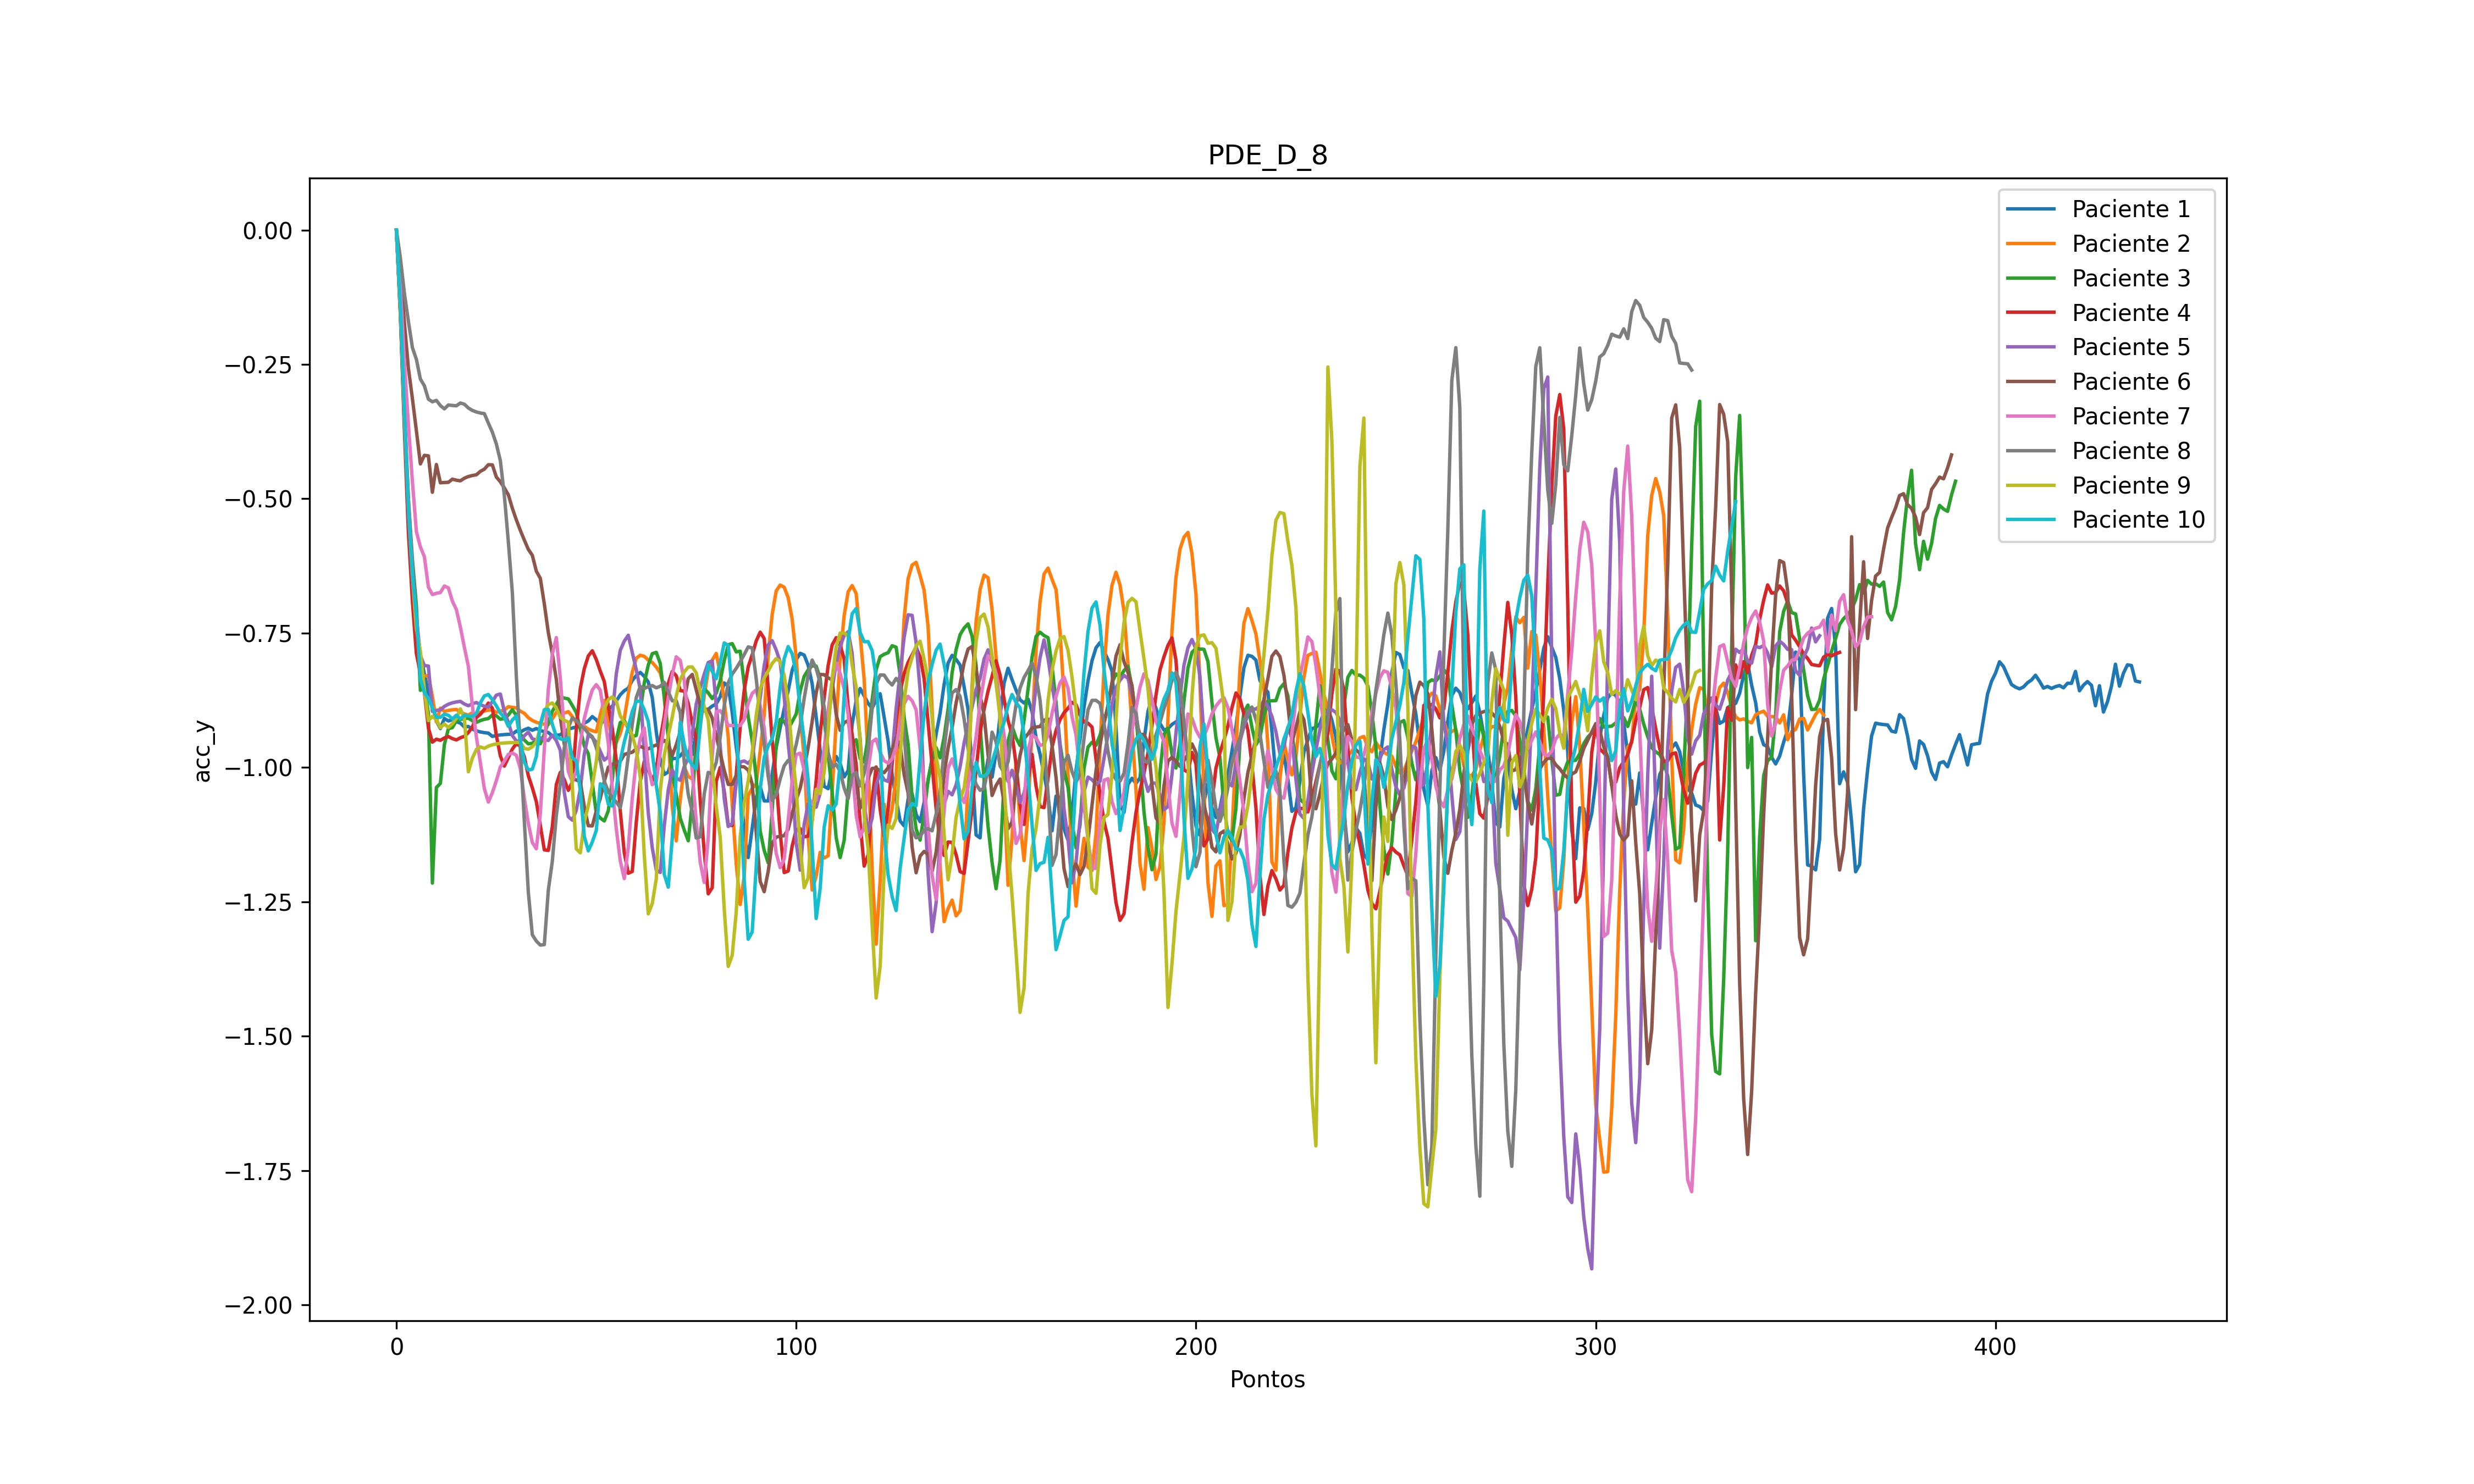 PDE_D_8
acc_y
0.00
−0.25
−0.50
−0.75
−1.00
−1.25
−1.50
−1.75
−2.00
0
100
200
300
400
Pontos
Paciente 1
Paciente 2
Paciente 3
Paciente 4
Paciente 5
Paciente 6
Paciente 7
Paciente 8
Paciente 9
Paciente 10